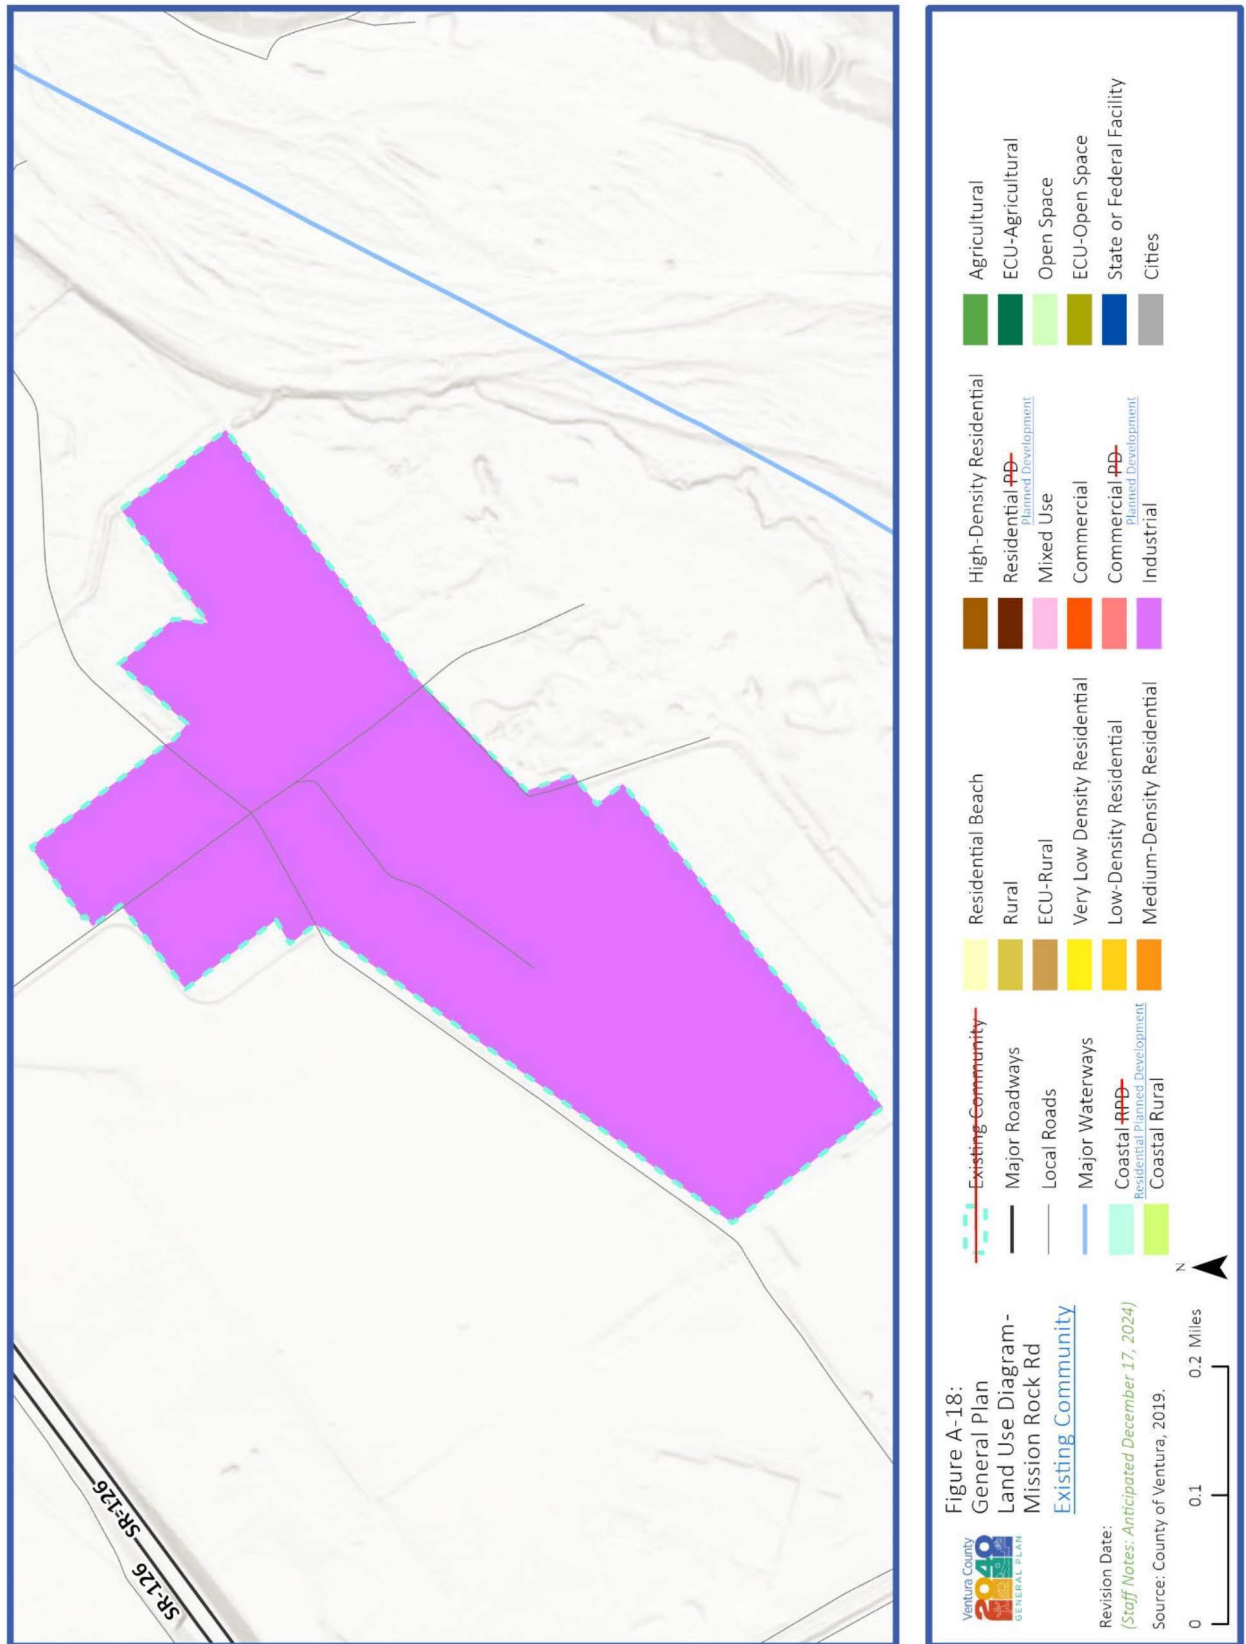 SR-126
SR-126
Ventura County
2040
GENERAL PLAN
Figure A-18:
General Plan
Land Use Diagram-
Mission Rock Rd
Existing Community
Revision Date:
(Staff Notes: Anticipated December 17, 2024)
Source: County of Ventura, 2019.
0 0.1 0.2 Miles
N
Existing Community
Major Roadways
Local Roads
Major Waterways
Coastal RPD
Residential Planned Development
Coastal Rural
Residential Beach
Rural
ECU-Rural
Very Low Density Residential
Low-Density Residential
Medium-Density Residential
High-Density Residential
Residential PD
Planned Development
Mixed Use
Commercial
Commercial PD
Planned Development
Industrial
Agricultural
ECU-Agricultural
Open Space
ECU-Open Space
State or Federal Facility
Cities